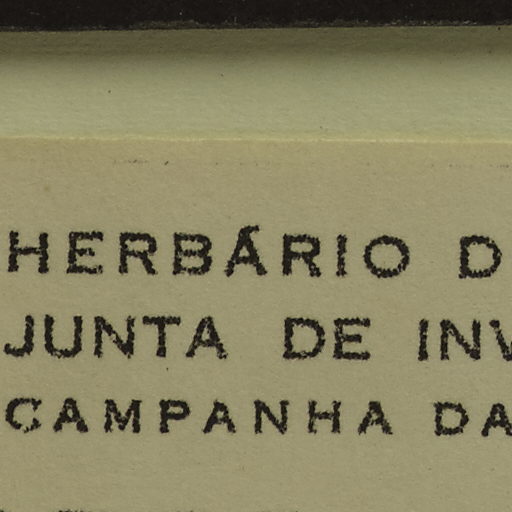 HERBÁRIO D
JUNTA DE INV
CAMPANHA DA